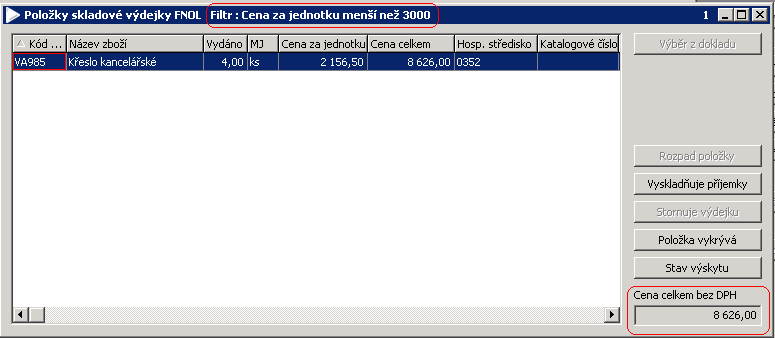 Položky skladové výdejky FNOL Filtr : Cena za jednotku menší než 3000 1
Kód ... Název zboží Vydáno MJ Cena za jednotku Cena celkem Hosp. středisko Katalogové číslo
VA985 Křeslo kancelářské 4,00 ks 2 156,50 8 626,00 0352
Výběr z dokladu
Rozpad položky
Vyskladňuje příjemky
Stornuje výdejku
Položka vykrývá
Stav výskytu
Cena celkem bez DPH
8 626,00